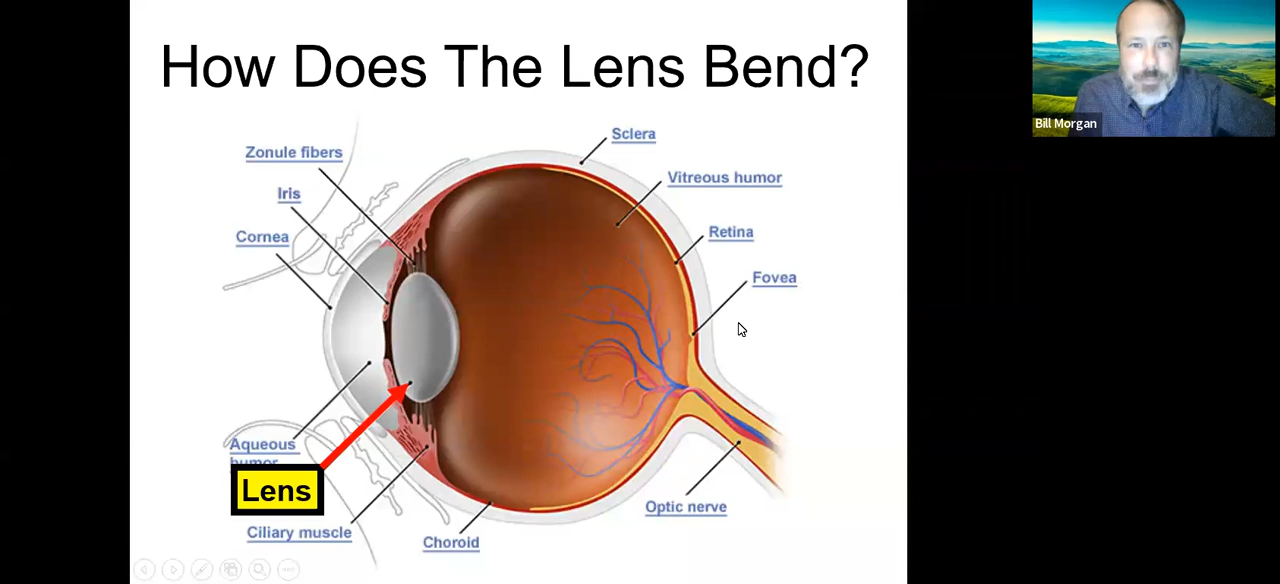 How Does The Lens Bend?
Bill Morgan
Sclera
Zonule fibers
Vitreous humor
Iris
Retina
Cornea
Fovea
Aqueous
humor
Lens
Optic nerve
Ciliary muscle
Choroid